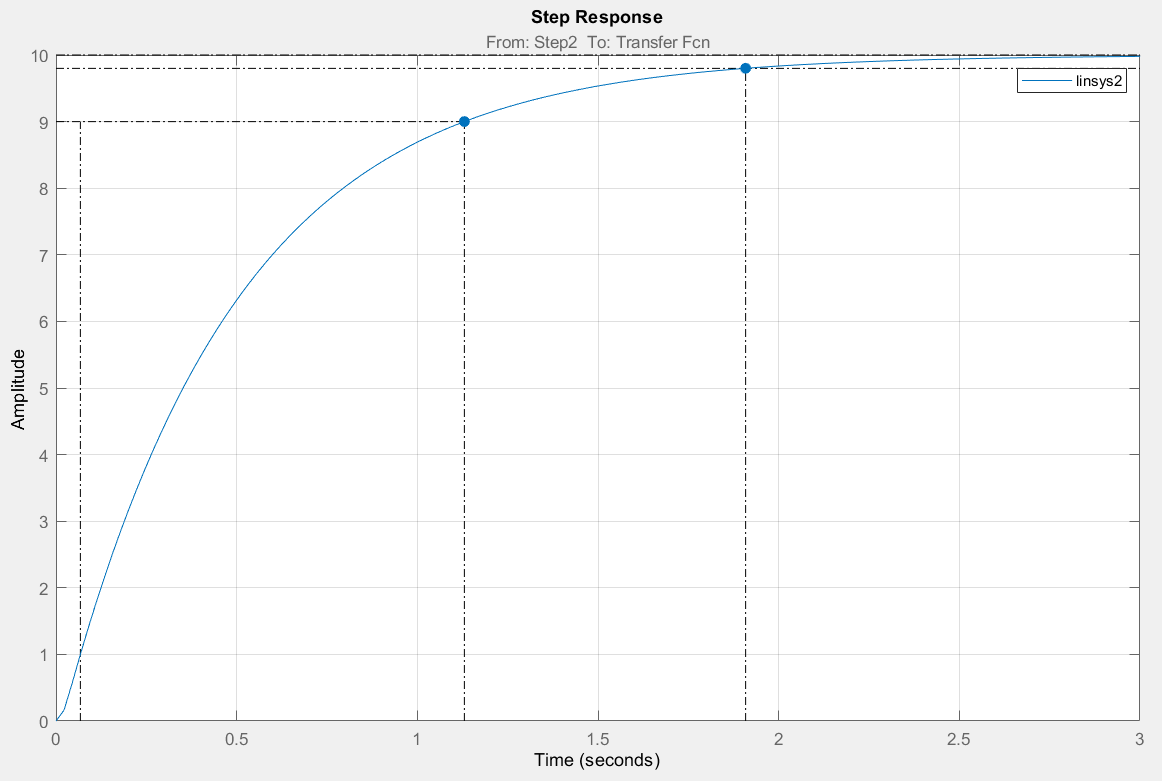 Step Response
From: Step2  To: Transfer Fcn
10
9
8
7
6
5
4
3
2
1
0
Amplitude
linsys2
0 0.5 1 1.5 2 2.5 3
Time (seconds)